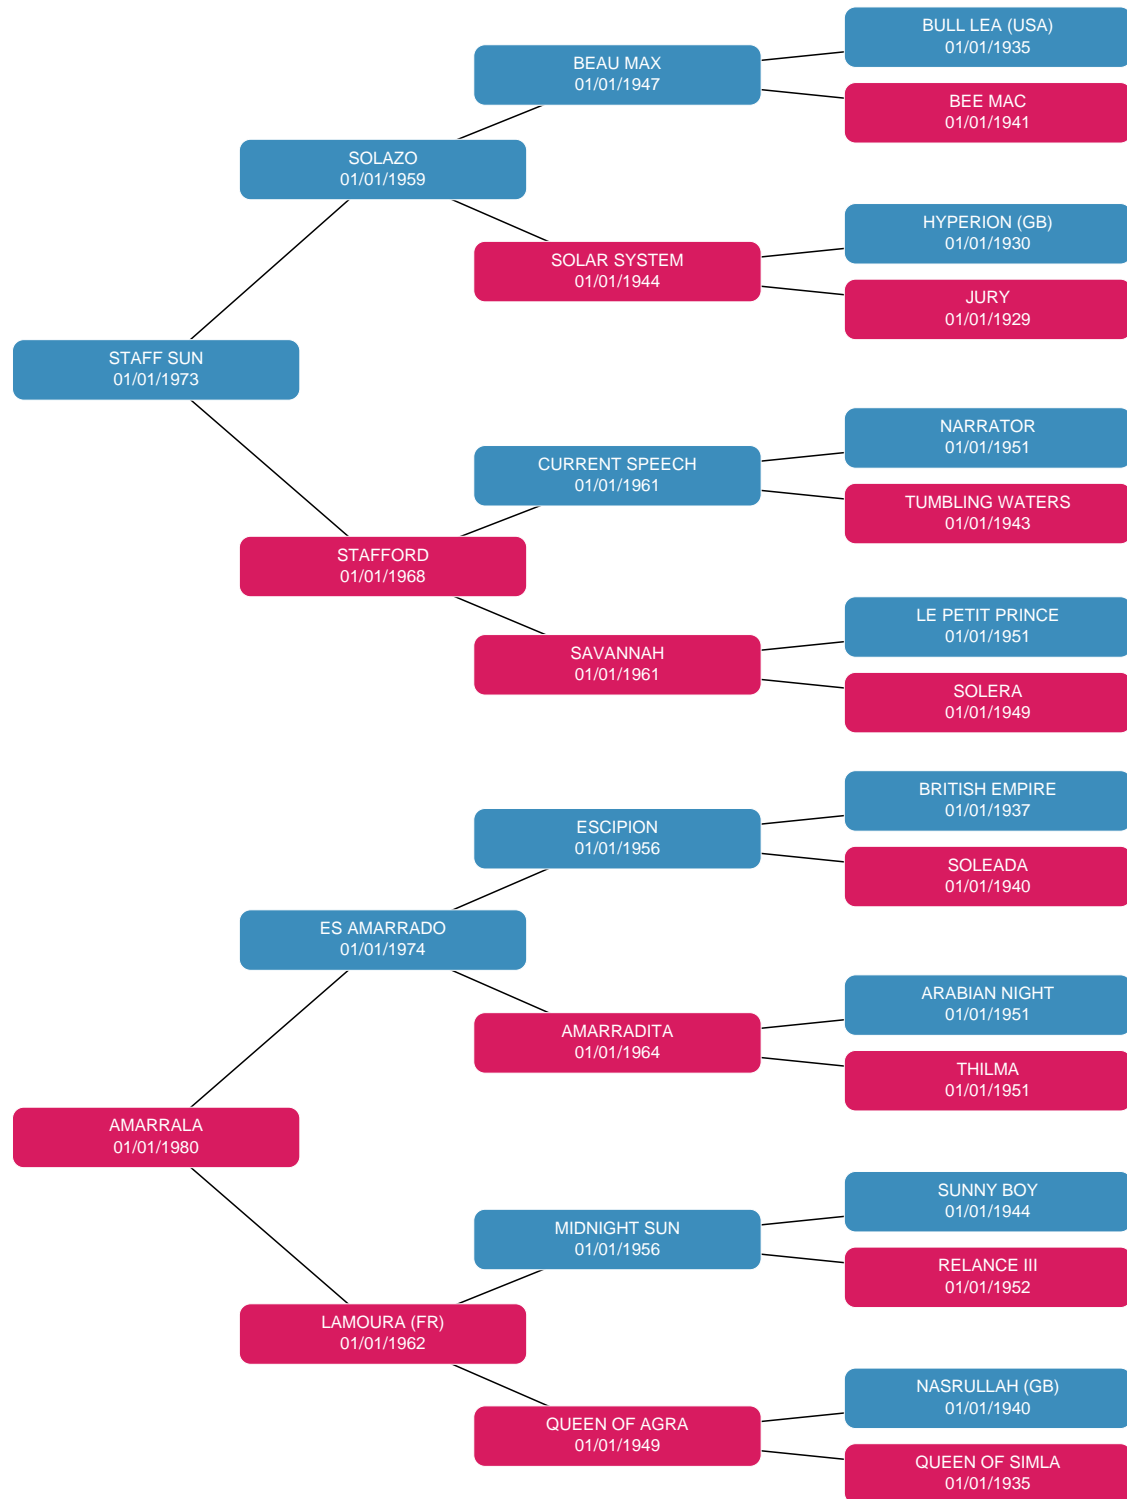 BULL LEA (USA)
01/01/1935
BEAU MAX
01/01/1947
BEE MAC
01/01/1941
SOLAZO
01/01/1959
HYPERION (GB)
01/01/1930
SOLAR SYSTEM
01/01/1944
JURY
01/01/1929
STAFF SUN
01/01/1973
NARRATOR
01/01/1951
CURRENT SPEECH
01/01/1961
TUMBLING WATERS
01/01/1943
STAFFORD
01/01/1968
LE PETIT PRINCE
01/01/1951
SAVANNAH
01/01/1961
SOLERA
01/01/1949
BRITISH EMPIRE
01/01/1937
ESCIPION
01/01/1956
SOLEADA
01/01/1940
ES AMARRADO
01/01/1974
ARABIAN NIGHT
01/01/1951
AMARRADITA
01/01/1964
THILMA
01/01/1951
AMARRALA
01/01/1980
SUNNY BOY
01/01/1944
MIDNIGHT SUN
01/01/1956
RELANCE III
01/01/1952
LAMOURA (FR)
01/01/1962
NASRULLAH (GB)
01/01/1940
QUEEN OF AGRA
01/01/1949
QUEEN OF SIMLA
01/01/1935